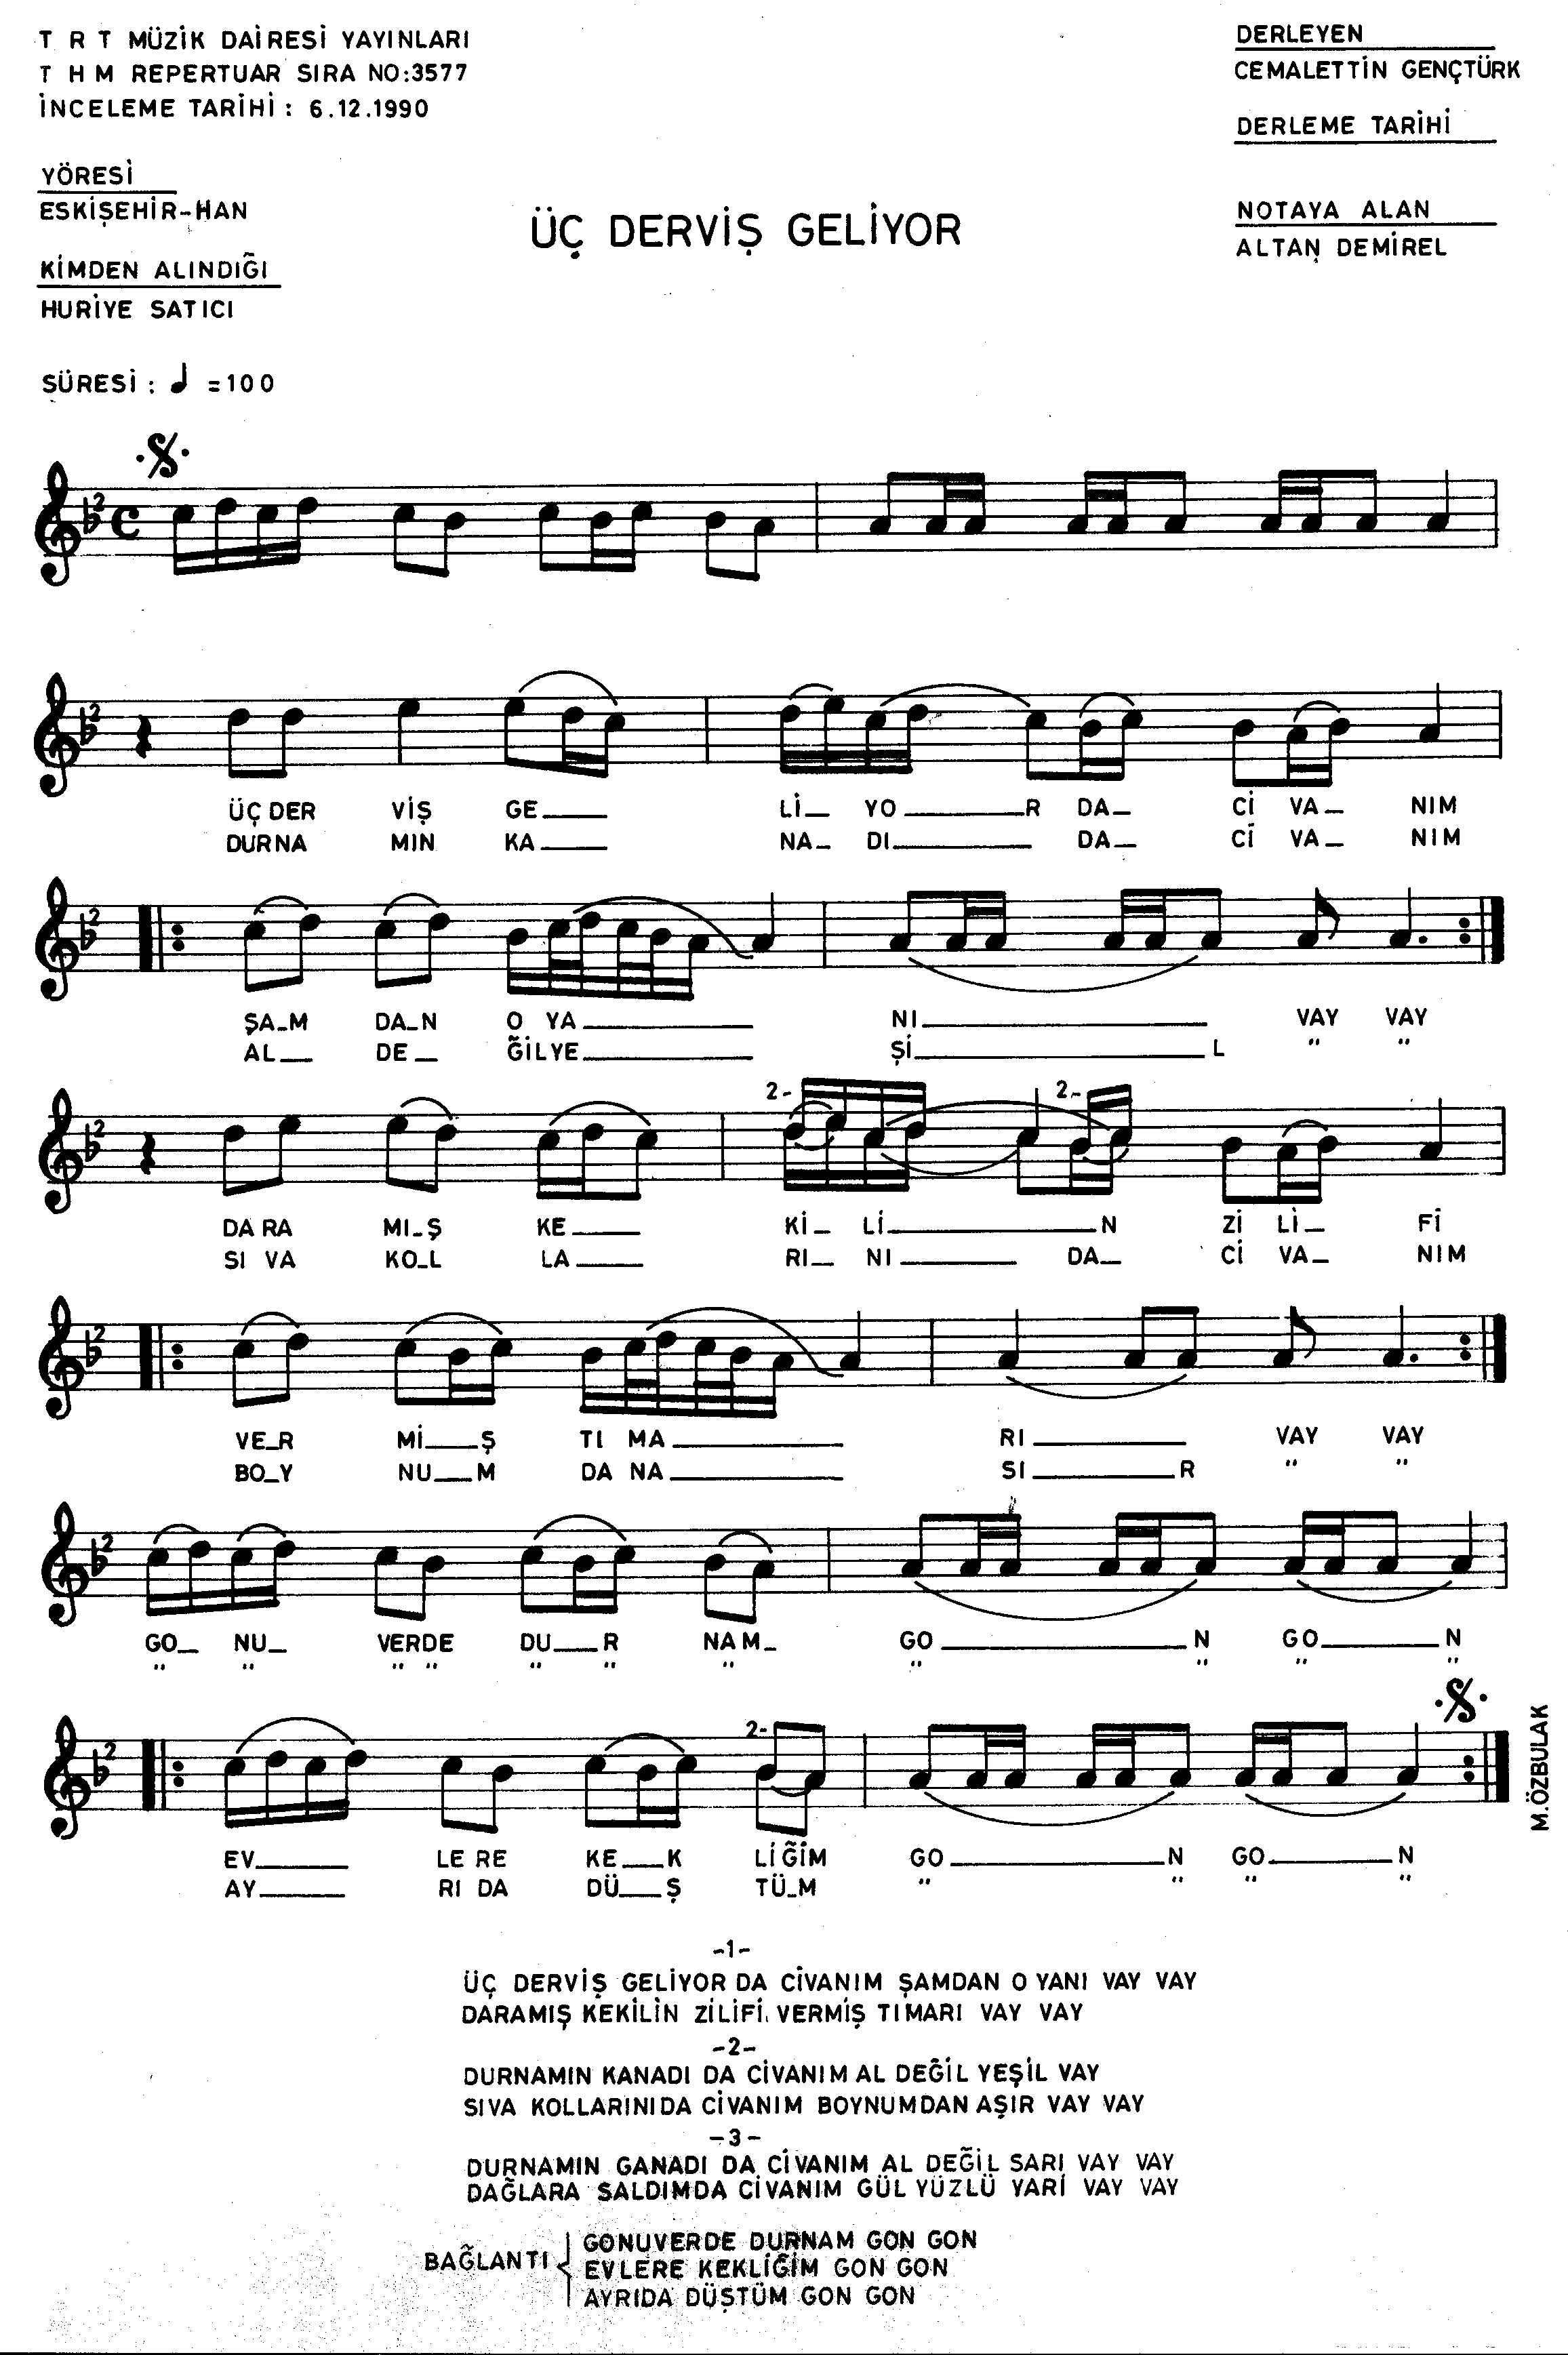 T R T MÜZİK DAİRESİ YAYINLARI
T H M REPERTUAR SIRA NO:3577
İNCELEME TARİHİ : 6.12.1990
DERLEYEN
CEMALETTİN GENÇTÜRK
DERLEME TARİHİ
YÖRESİ
ESKİŞEHİR-HAN
KİMDEN ALINDIĞI
HURİYE SATICI
ÜÇ DERVİŞ GELİYOR
NOTAYA ALAN
ALTAN DEMİREL
SÜRESİ : ♩ =100
ÜÇ DER VİŞ GE___ Lİ_ YO___R DA_ Cİ VA_ NIM
DURNA MIN KA___ NA_ DI___ DA_ Cİ VA_ NIM
ŞA_M DA_N O YA___ NI___ VAY VAY
AL__ DE_ ĞİL YE___ Şİ___L " "
2- 2-
DA RA MI_Ş KE___ Kİ_ Lİ___N Zİ Lİ_ Fİ
SI VA KO_L LA___ RI_ NI___ DA_ Cİ VA_ NIM
VE_R Mİ__Ş TI MA___ RI___ VAY VAY
BO_Y NU__M DA NA___ SI___R " "
GO_ NU_ VERDE DU__R NAM_ GO___N GO___N
" " " " " " " " " " "
2-
EV___ LE RE KE__K LİĞİM GO___N GO___N
AY___ RI DA DÜ__Ş TÜ_M " " " "
M.ÖZBULAK
-1-
ÜÇ DERVİŞ GELİYOR DA CİVANIM ŞAMDAN O YANI VAY VAY
DARAMIŞ KEKİLİN ZİLİFİ VERMİŞ TIMARI VAY VAY
-2-
DURNAMIN KANADI DA CİVANIM AL DEĞİL YEŞİL VAY
SIVA KOLLARINIDA CİVANIM BOYNUMDAN AŞIR VAY VAY
-3-
DURNAMIN GANADI DA CİVANIM AL DEĞİL SARI VAY VAY
DAĞLARA SALDIMDA CİVANIM GÜL YÜZLÜ YARİ VAY VAY
BAĞLANTI
GONUVERDE DURNAM GON GON
EVLERE KEKLİĞİM GON GON
AYRIDA DÜŞTÜM GON GON